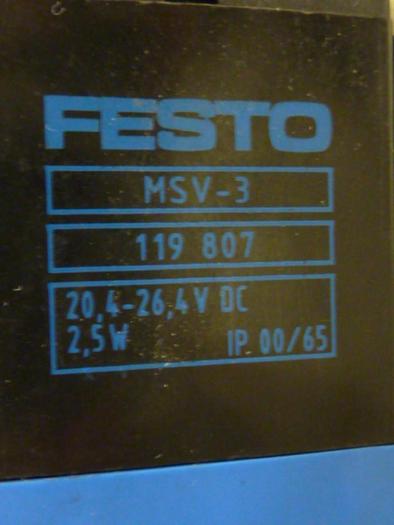 FESTO
MSV-3
119 807
20,4-26,4V DC
2,5W IP 00/65